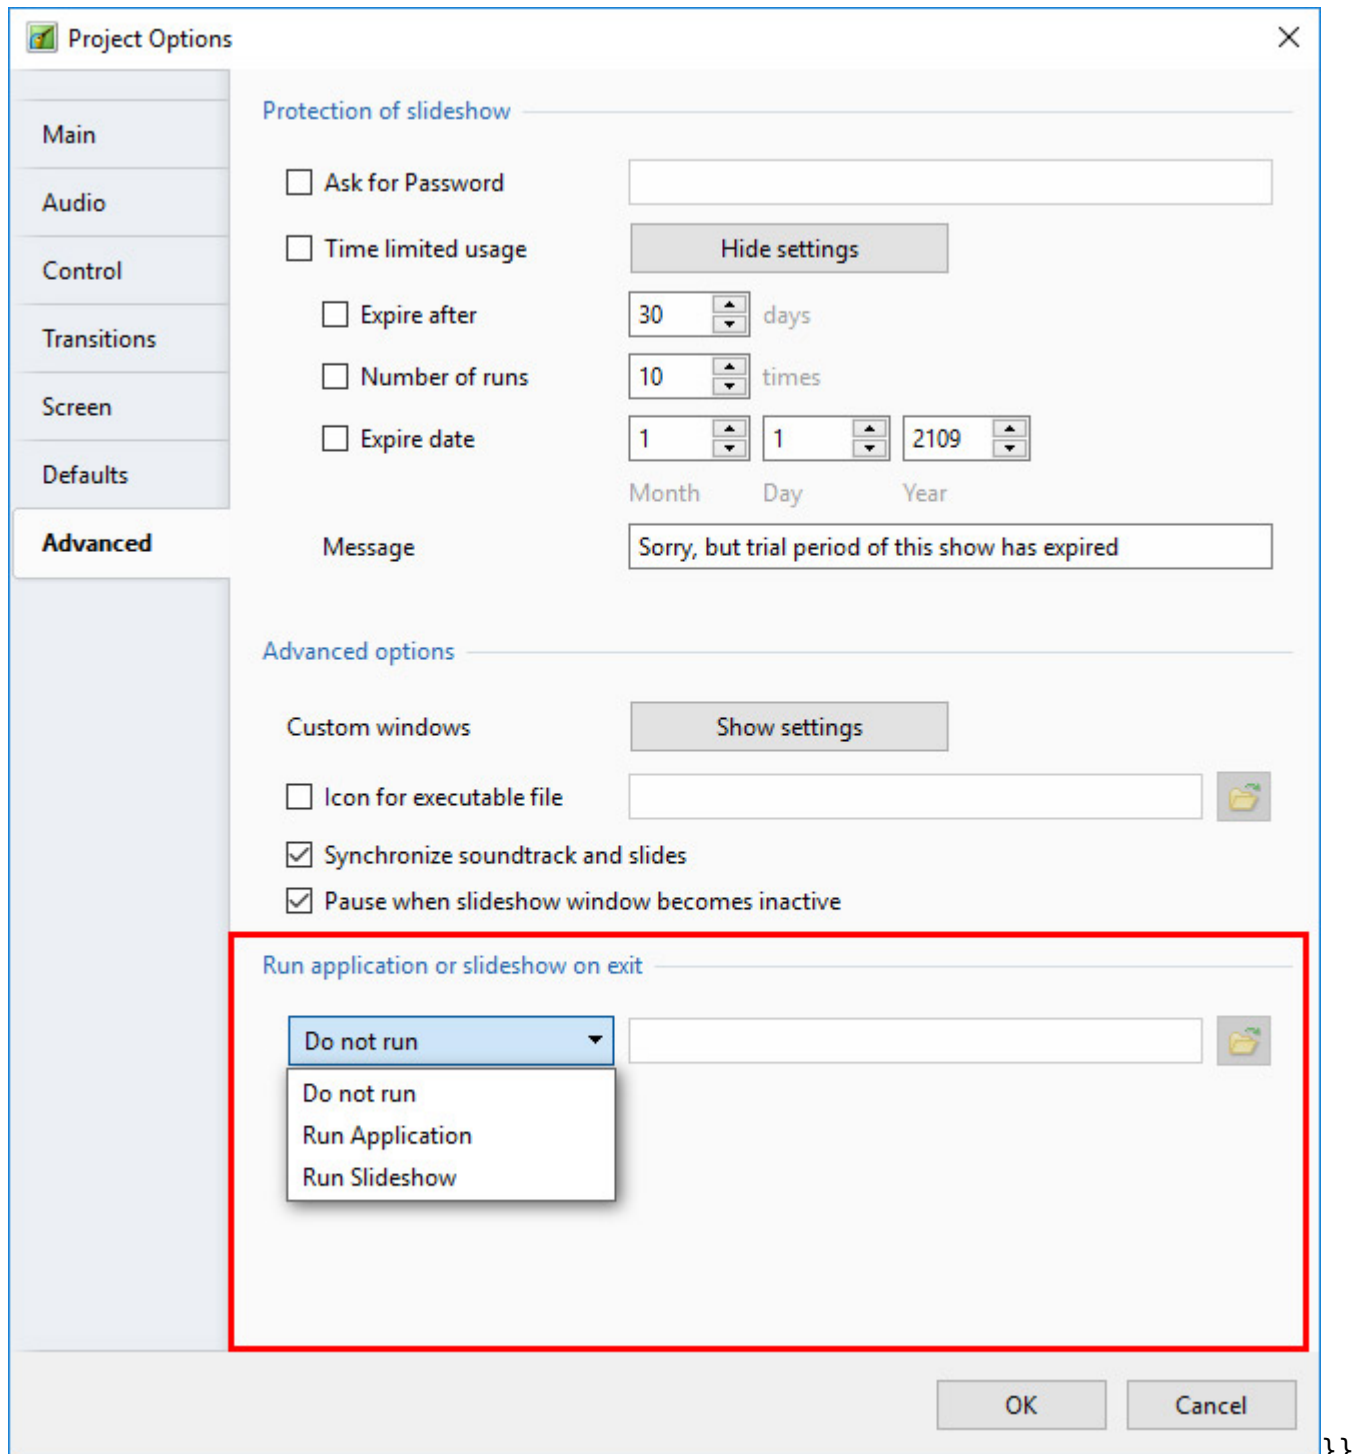 Project Options
Main
Audio
Control
Transitions
Screen
Defaults
Advanced
Protection of slideshow
Ask for Password
Time limited usage Hide settings
Expire after 30 days
Number of runs 10 times
Expire date 1 1 2109
Month Day Year
Message Sorry, but trial period of this show has expired
Advanced options
Custom windows Show settings
Icon for executable file
Synchronize soundtrack and slides
Pause when slideshow window becomes inactive
Run application or slideshow on exit
Do not run
Do not run
Run Application
Run Slideshow
OK Cancel
}}